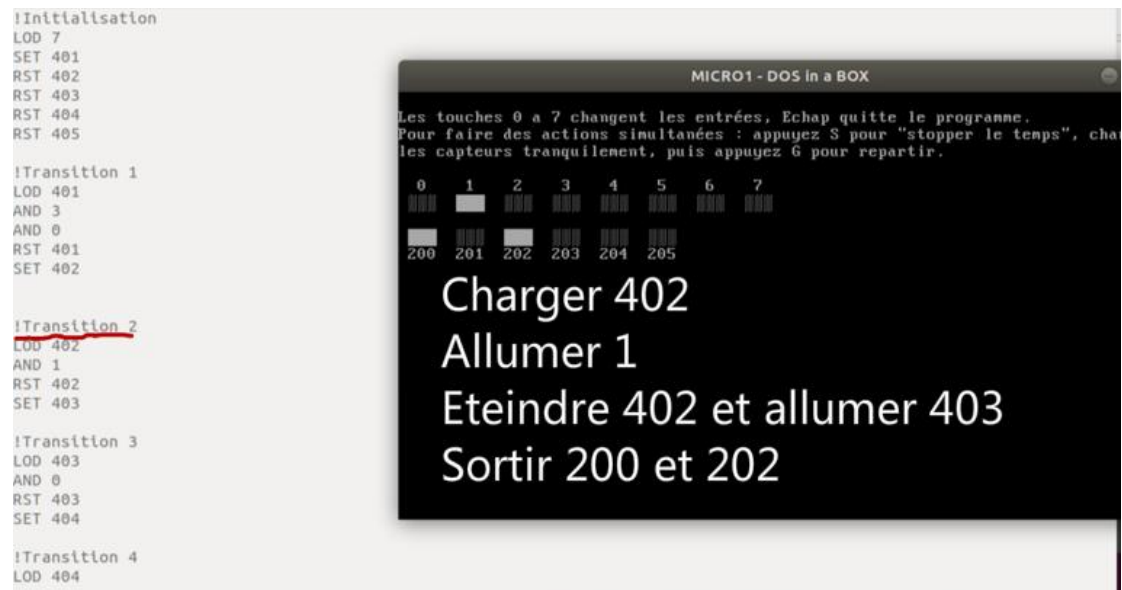 !Initialisation
LOD 7
SET 401
RST 402
RST 403
RST 404
RST 405
!Transition 1
LOD 401
AND 3
AND 0
RST 401
SET 402
!Transition 2
LOD 402
AND 1
RST 402
SET 403
!Transition 3
LOD 403
AND 0
RST 403
SET 404
!Transition 4
LOD 404
MICRO1 - DOS in a BOX
Les touches 0 a 7 changent les entrées, Echap quitte le programme.
Pour faire des actions simultanées : appuyez S pour "stopper le temps", cha
les capteurs tranquilement, puis appuyez G pour repartir.
0 1 2 3 4 5 6 7
200 201 202 203 204 205
Charger 402
Allumer 1
Eteindre 402 et allumer 403
Sortir 200 et 202